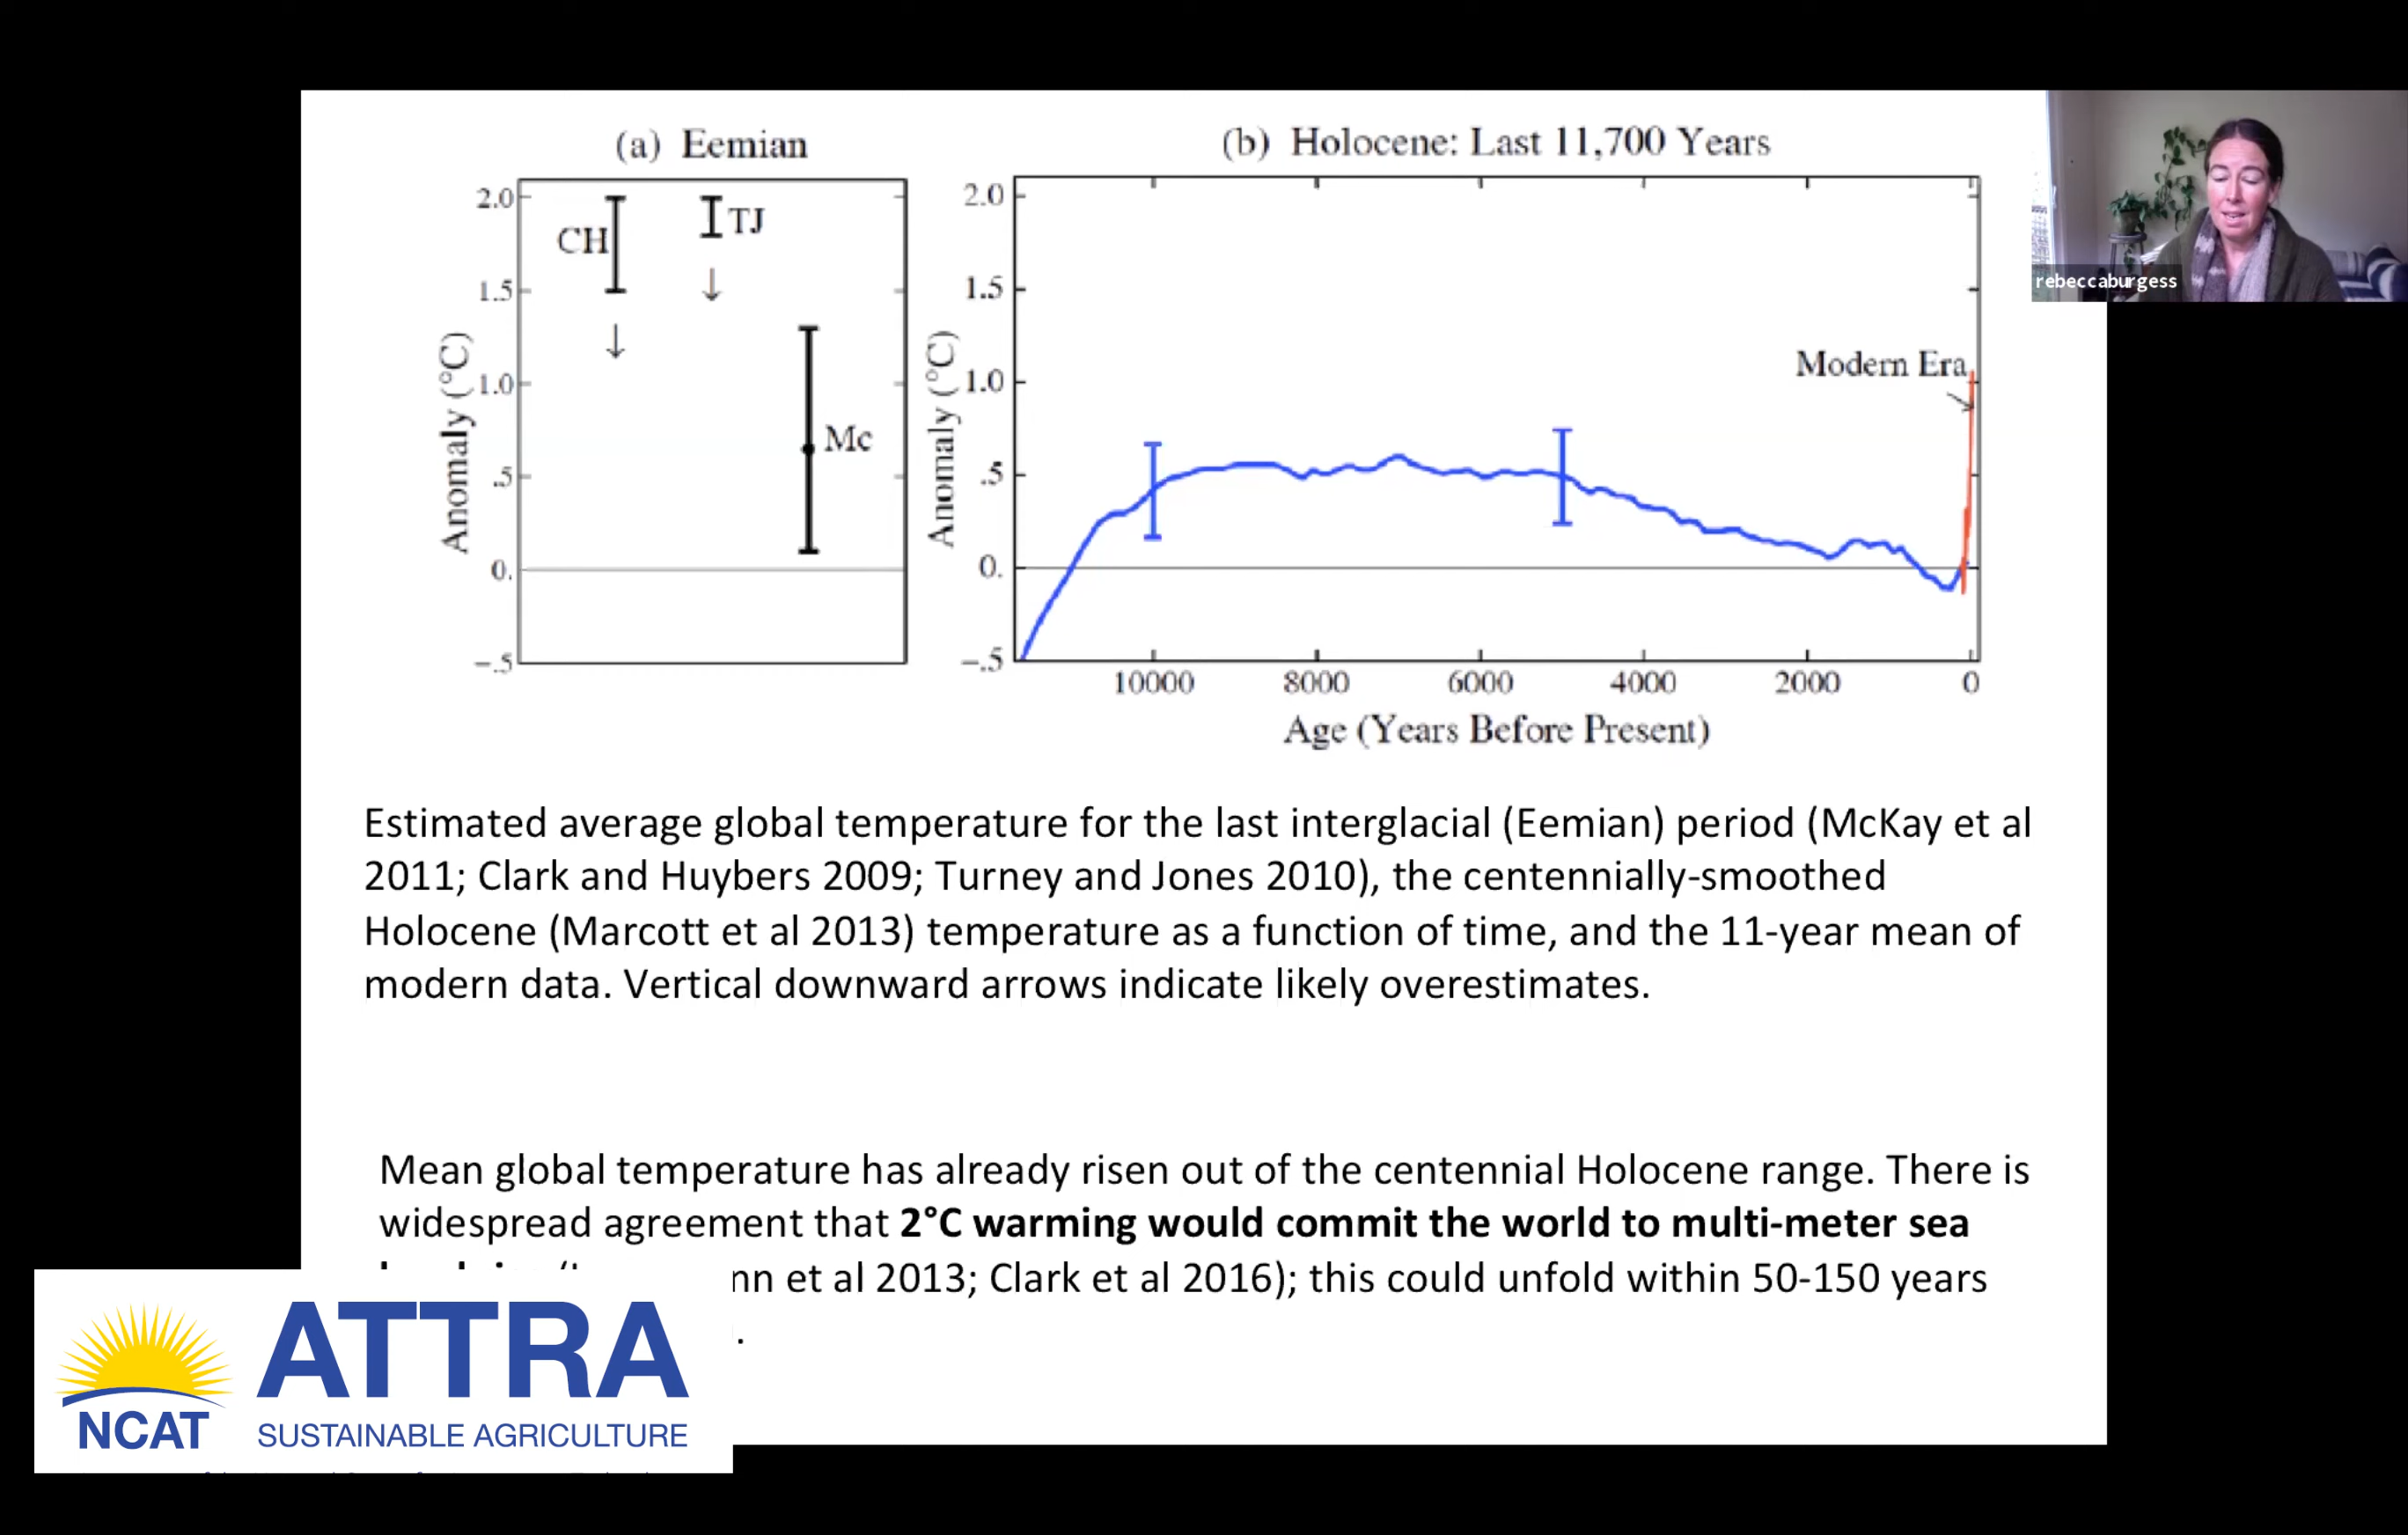 (a) Eemian
2.0
1.5
1.0
.5
0.
-.5
Anomaly (°C)
CH
TJ
Mc
(b) Holocene: Last 11,700 Years
2.0
1.5
1.0
.5
0.
-.5
Anomaly (°C)
Modern Era
10000 8000 6000 4000 2000 0
Age (Years Before Present)
rebeccaburgess
Estimated average global temperature for the last interglacial (Eemian) period (McKay et al
2011; Clark and Huybers 2009; Turney and Jones 2010), the centennially-smoothed
Holocene (Marcott et al 2013) temperature as a function of time, and the 11-year mean of
modern data. Vertical downward arrows indicate likely overestimates.
Mean global temperature has already risen out of the centennial Holocene range. There is
widespread agreement that 2°C warming would commit the world to multi-meter sea
nn et al 2013; Clark et al 2016); this could unfold within 50-150 years
.
ATTRA
NCAT
SUSTAINABLE AGRICULTURE